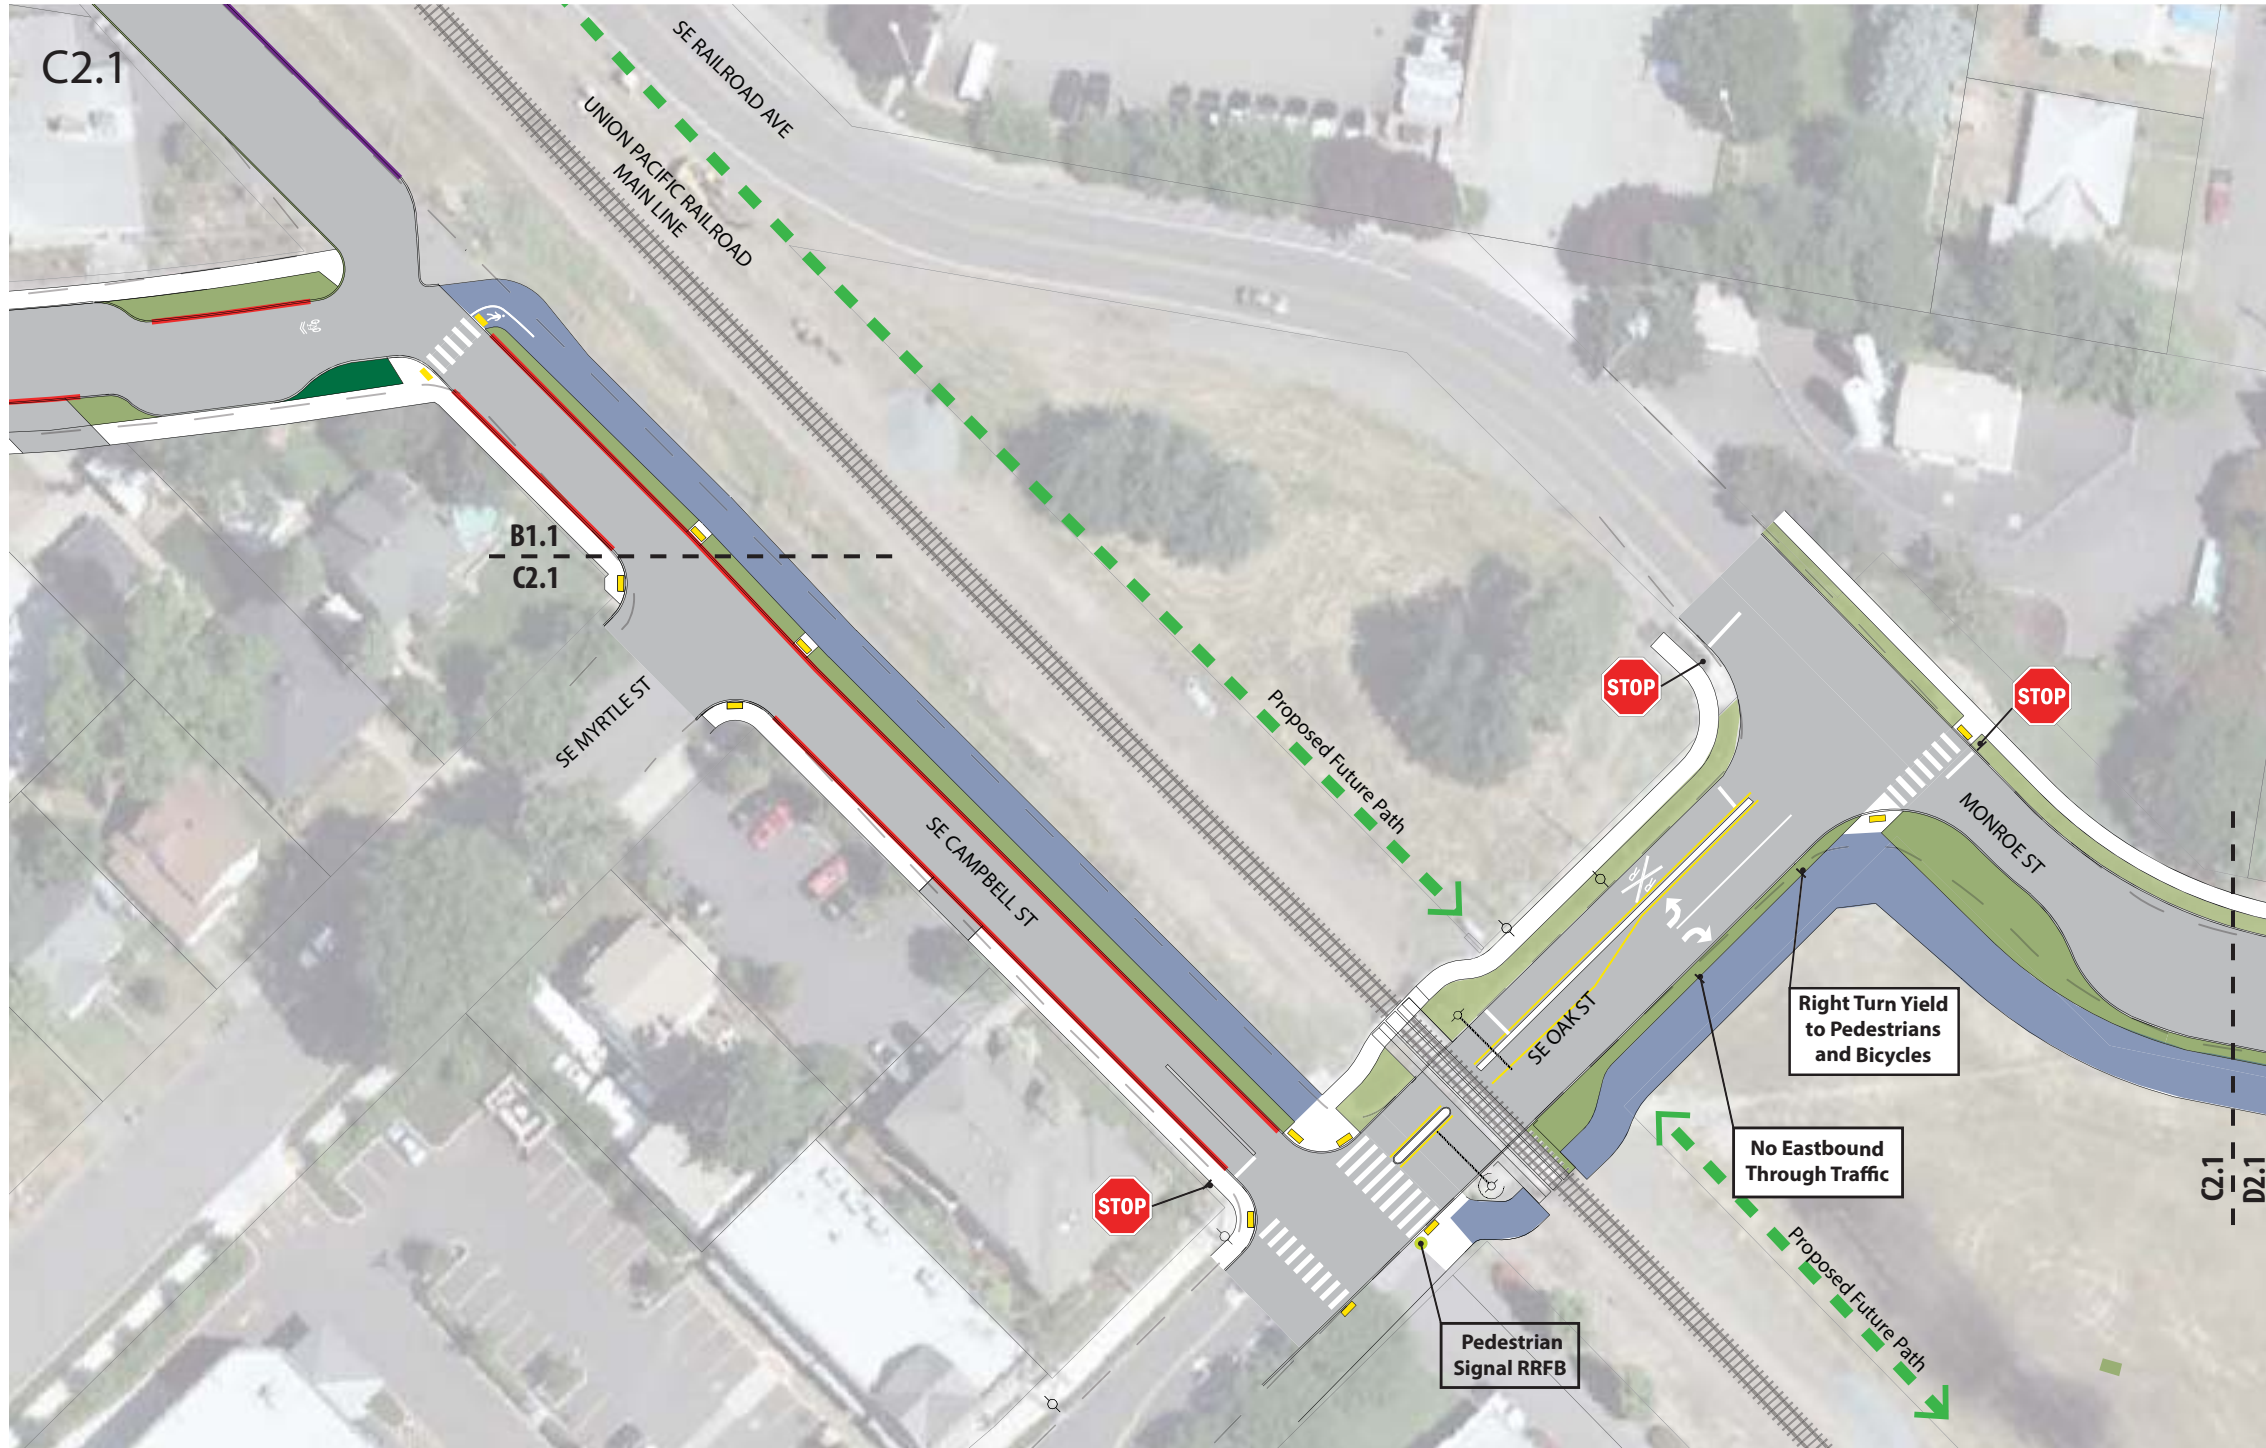 C2.1
SE RAILROAD AVE
UNION PACIFIC RAILROAD
MAIN LINE
B1.1
C2.1
SE MYRTLE ST
SE CAMPBELL ST
Proposed Future Path
STOP
STOP
MONROE ST
R R
SE OAK ST
Right Turn Yield
to Pedestrians
and Bicycles
No Eastbound
Through Traffic
C2.1
D2.1
STOP
Pedestrian
Signal RRFB
Proposed Future Path